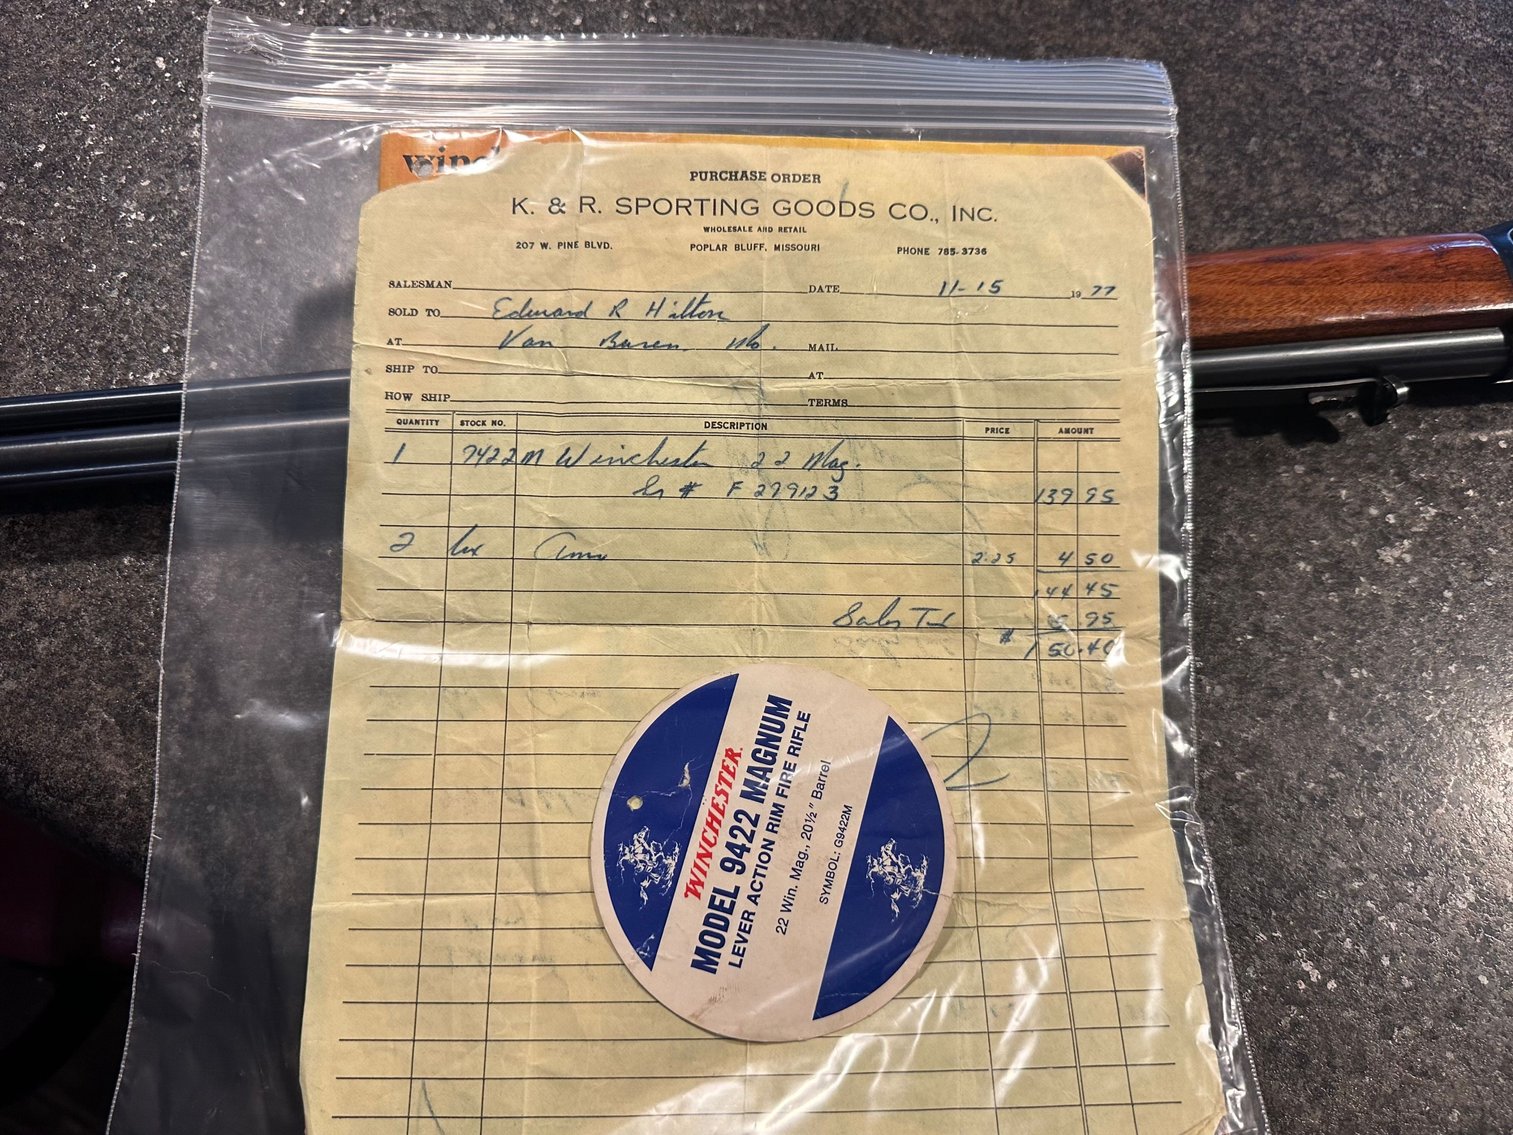 PURCHASE ORDER
K. & R. SPORTING GOODS CO., INC.
WHOLESALE AND RETAIL
207 W. PINE BLVD. POPLAR BLUFF, MISSOURI PHONE 785-3736
SALESMAN DATE 11-15 1977
SOLD TO Edward R Hilton
AT Van Buren Mo. MAIL
SHIP TO AT
HOW SHIP TERMS
QUANTITY STOCK NO. DESCRIPTION PRICE AMOUNT
1 9422M Winchester 22 Mag.
Sr # F279123 139 95
2 bx Ammo 2.25 4 50
144 45
Sales Tax 5 95
$ 150.40
WINCHESTER
MODEL 9422 MAGNUM
LEVER ACTION RIM FIRE RIFLE
22 Win. Mag., 20½" Barrel
SYMBOL: G9422M